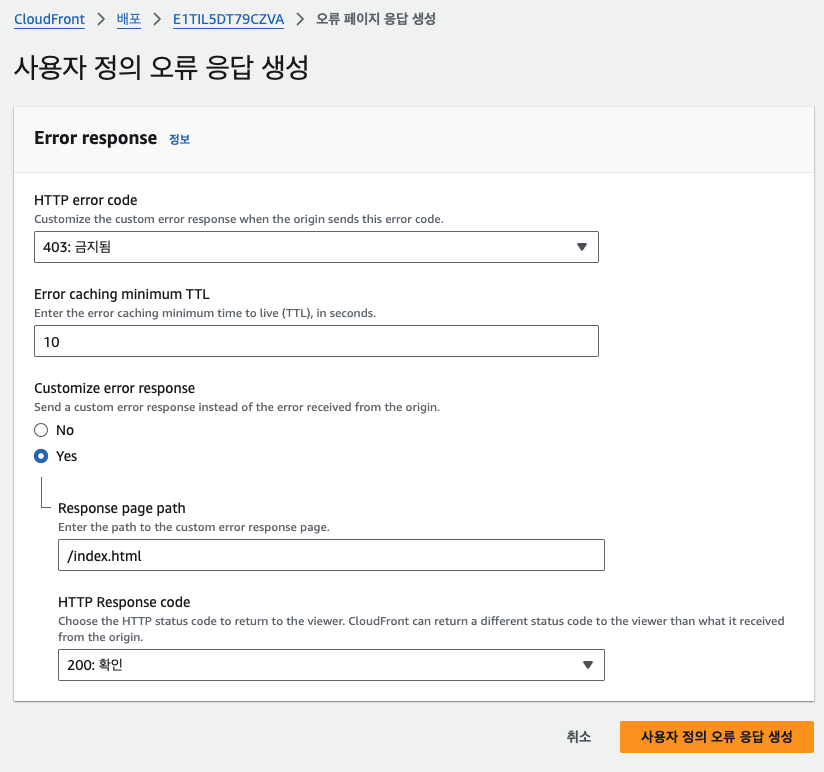 CloudFront > 배포 > E1TIL5DT79CZVA > 오류 페이지 응답 생성
사용자 정의 오류 응답 생성
Error response 정보
HTTP error code
Customize the custom error response when the origin sends this error code.
403: 금지됨
Error caching minimum TTL
Enter the error caching minimum time to live (TTL), in seconds.
10
Customize error response
Send a custom error response instead of the error received from the origin.
No
Yes
Response page path
Enter the path to the custom error response page.
/index.html
HTTP Response code
Choose the HTTP status code to return to the viewer. CloudFront can return a different status code to the viewer than what it received
from the origin.
200: 확인
취소 사용자 정의 오류 응답 생성